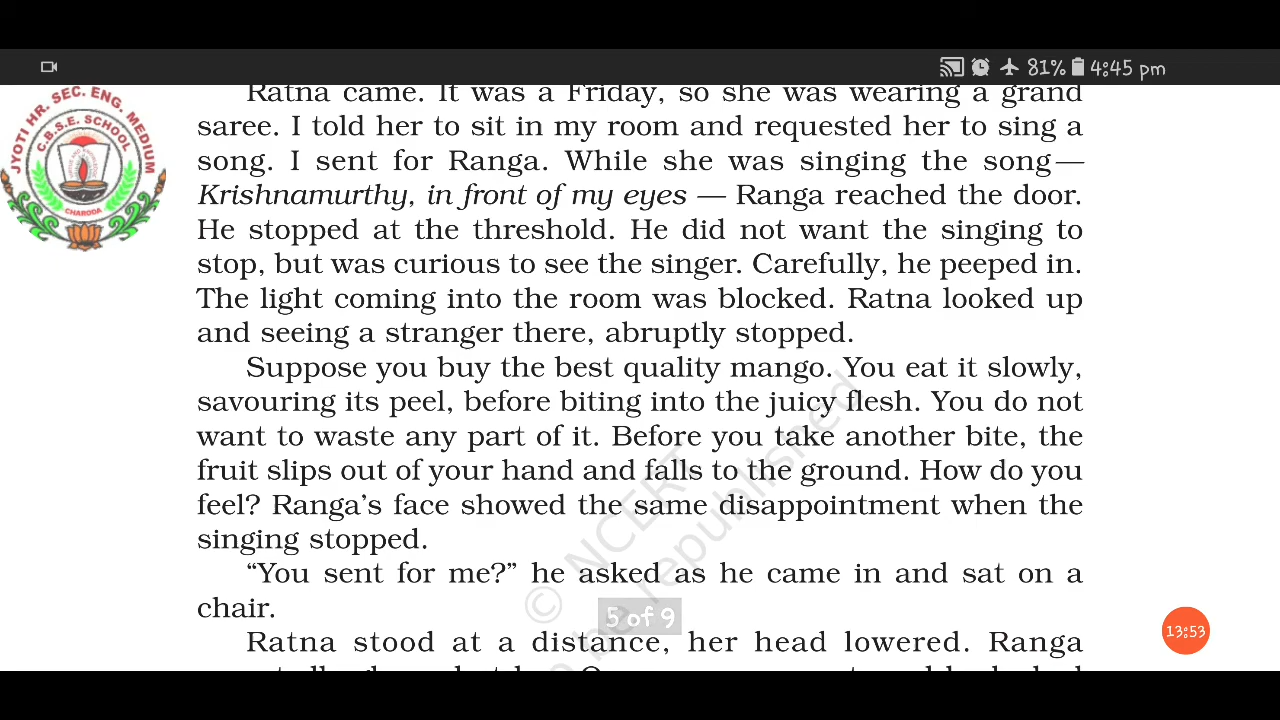 81% 4:45 pm
JYOTI HR. SEC. ENG. MEDIUM
C.B.S.E. SCHOOL
CHARODA
Ratna came. It was a Friday, so she was wearing a grand
saree. I told her to sit in my room and requested her to sing a
song. I sent for Ranga. While she was singing the song—
Krishnamurthy, in front of my eyes — Ranga reached the door.
He stopped at the threshold. He did not want the singing to
stop, but was curious to see the singer. Carefully, he peeped in.
The light coming into the room was blocked. Ratna looked up
and seeing a stranger there, abruptly stopped.
Suppose you buy the best quality mango. You eat it slowly,
savouring its peel, before biting into the juicy flesh. You do not
want to waste any part of it. Before you take another bite, the
fruit slips out of your hand and falls to the ground. How do you
feel? Ranga’s face showed the same disappointment when the
singing stopped.
“You sent for me?” he asked as he came in and sat on a
chair.
Ratna stood at a distance, her head lowered. Ranga
© NCERT
be republished
5 of 9
13:53